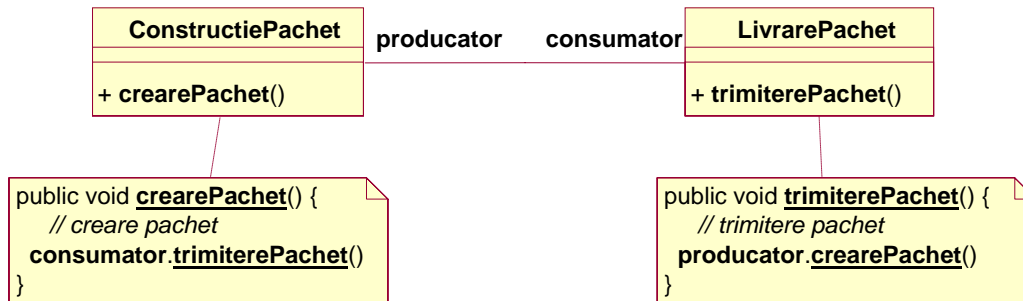 ConstructiePachet
+ crearePachet()
producator
consumator
LivrarePachet
+ trimiterePachet()
public void crearePachet() {
// creare pachet
consumator.trimiterePachet()
}
public void trimiterePachet() {
// trimitere pachet
producator.crearePachet()
}